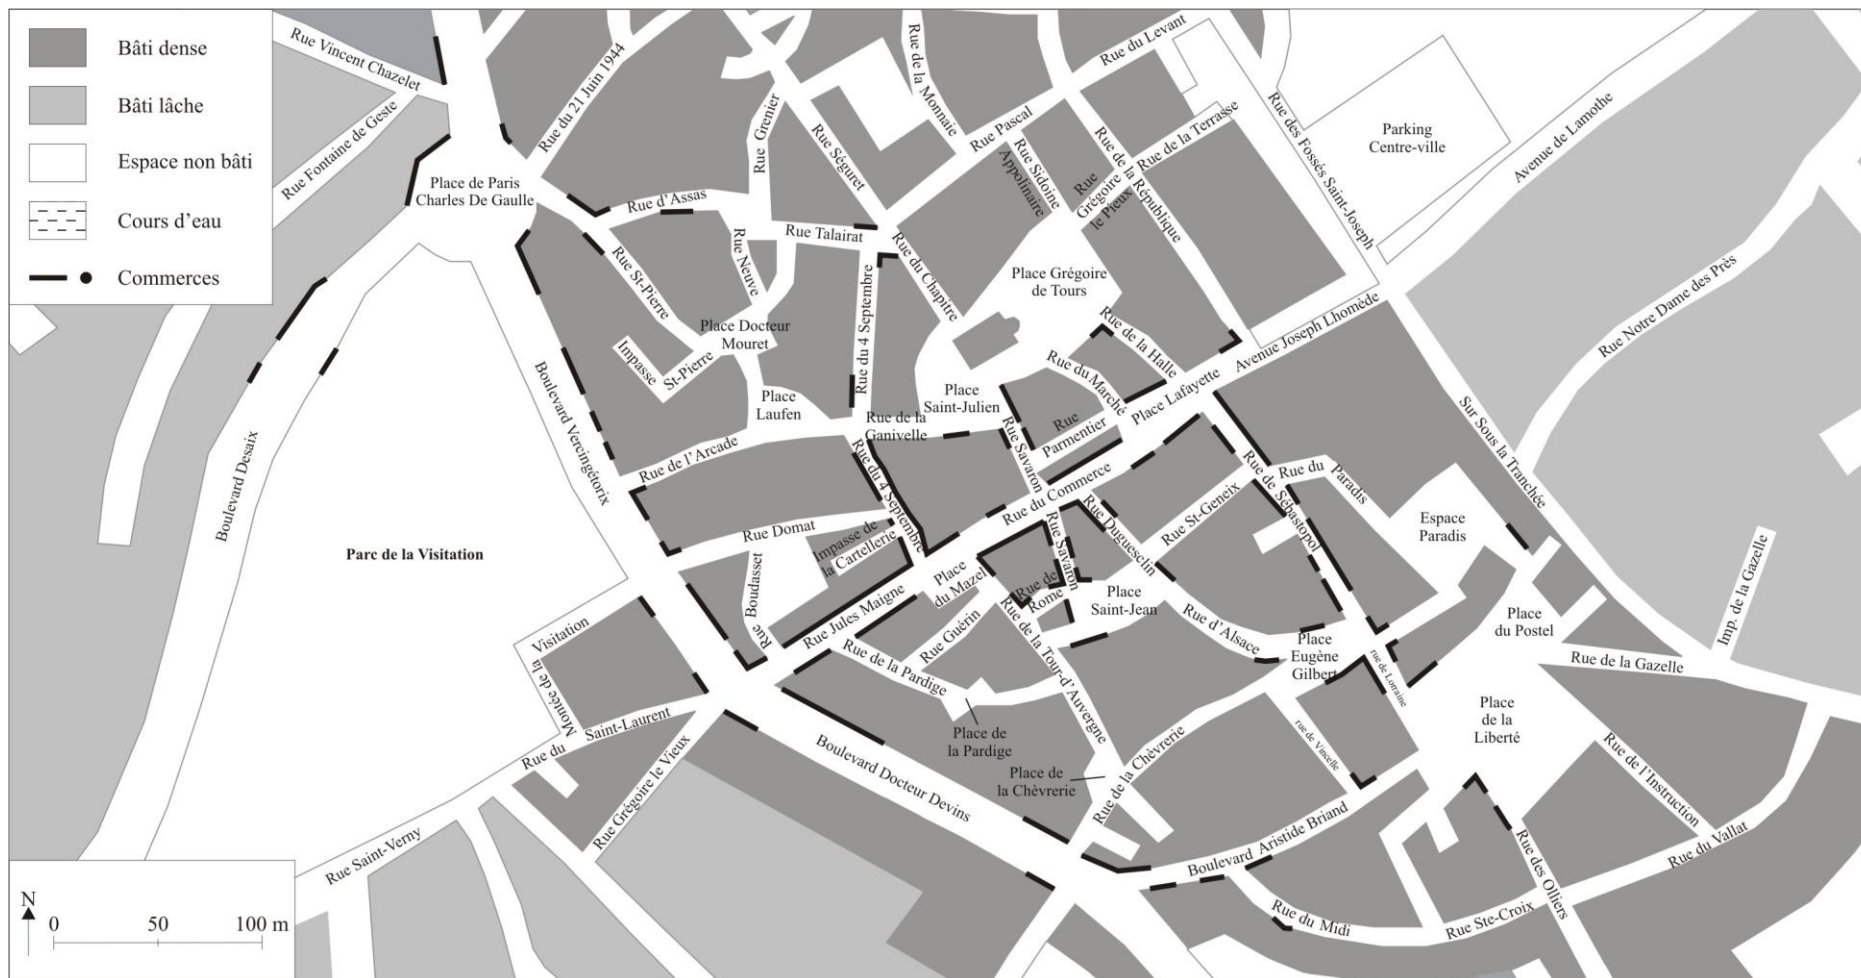 Bâti dense
Bâti lâche
Espace non bâti
Cours d’eau
Commerces
Rue Vincent Chazelet
Rue Fontaine de Geste
Rue du 21 Juin 1944
Place de Paris
Charles De Gaulle
Rue d’Assas
Rue Grenier
Rue Séguret
Rue de la Monnaie
Rue Pascal
Rue du Levant
Rue Sidoine
Appolinaire
Rue
Grégoire
le Pieux
Rue de la Terrasse
Rue de la République
Rue des Fossés Saint-Joseph
Parking
Centre-ville
Avenue de Lamothe
Rue Notre Dame des Près
Rue Talairat
Rue Neuve
Rue St-Pierre
Rue du Chapitre
Rue du 4 Septembre
Place Docteur
Mouret
Impasse
St-Pierre
Place Grégoire
de Tours
Rue de la Halle
Rue du Marché
Avenue Joseph Lhomède
Place Lafayette
Place
Laufen
Place
Saint-Julien
Rue de la
Ganivelle
Rue
Parmentier
Rue Savaron
Rue de l’Arcade
Boulevard Vercingétorix
Boulevard Desaix
Rue du 4 Septembre
Rue du Commerce
Rue Domat
Impasse de
la Cartellerie
Rue Boudasset
Rue Duguesclin
Rue St-Geneix
Rue de Sébastopol
Rue du
Paradis
Espace
Paradis
Sur Sous la Tranchée
Parc de la Visitation
Place
du Mazel
Rue Savaron
Rue de
Rome
Place
Saint-Jean
Rue Jules Maigne
Rue Guérin
Rue de la Pardige
Rue de la Tour-d’Auvergne
Rue d’Alsace
Place
Eugène
Gilbert
rue de Lorraine
Place
du Postel
Imp. de la Gazelle
Rue de la Gazelle
Montée de la
Visitation
Rue du
Saint-Laurent
Rue Grégoire le Vieux
Place de
la Pardige
Place de
la Chèvrerie
Rue de la Chèvrerie
rue de Vincelle
Place
de la
Liberté
Rue de l’Instruction
Boulevard Docteur Devins
Boulevard Aristide Briand
Rue Saint-Verny
Rue du Vallat
Rue des Olliers
Rue Ste-Croix
Rue du Midi
N
0 50 100 m